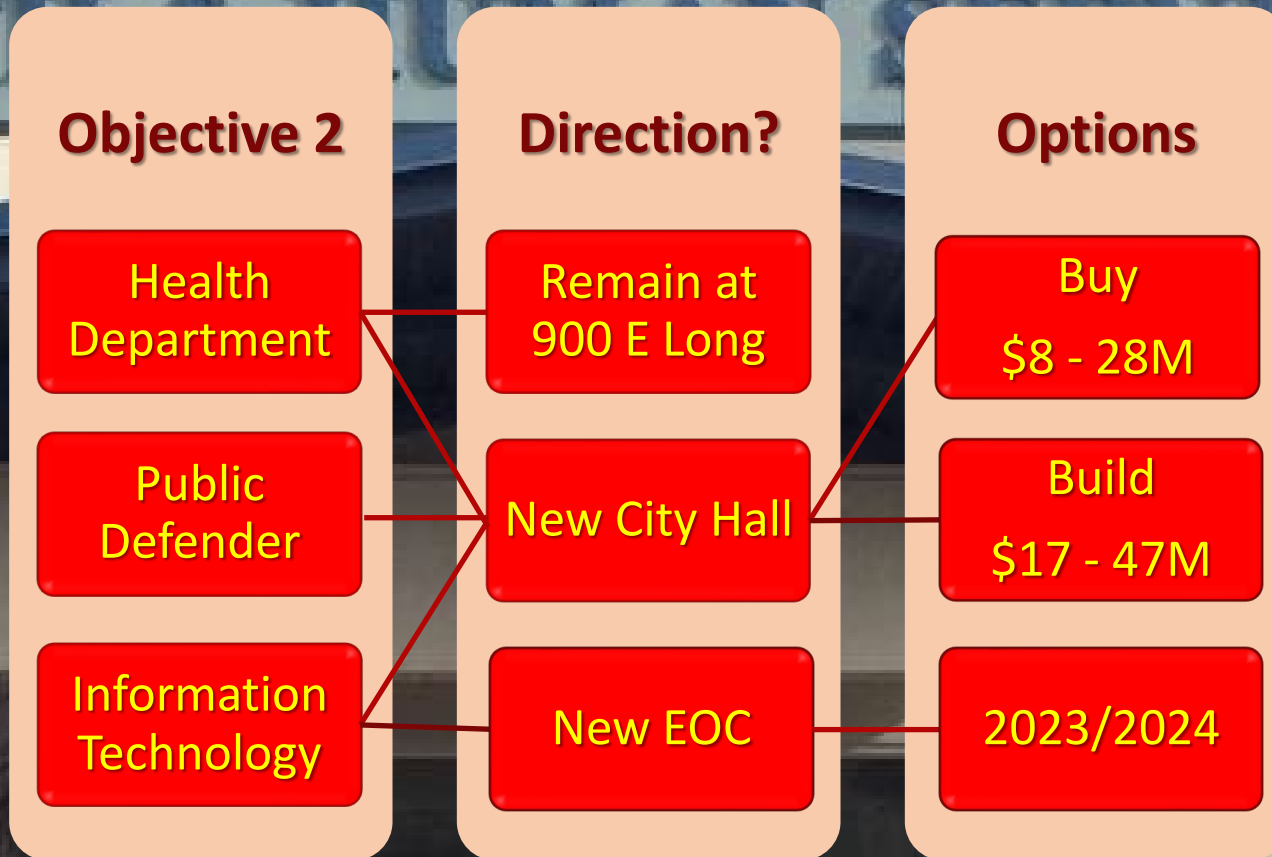 Objective 2
Health
Department
Public
Defender
Information
Technology
Direction?
Remain at
900 E Long
New City Hall
New EOC
Options
Buy
$8 - 28M
Build
$17 - 47M
2023/2024